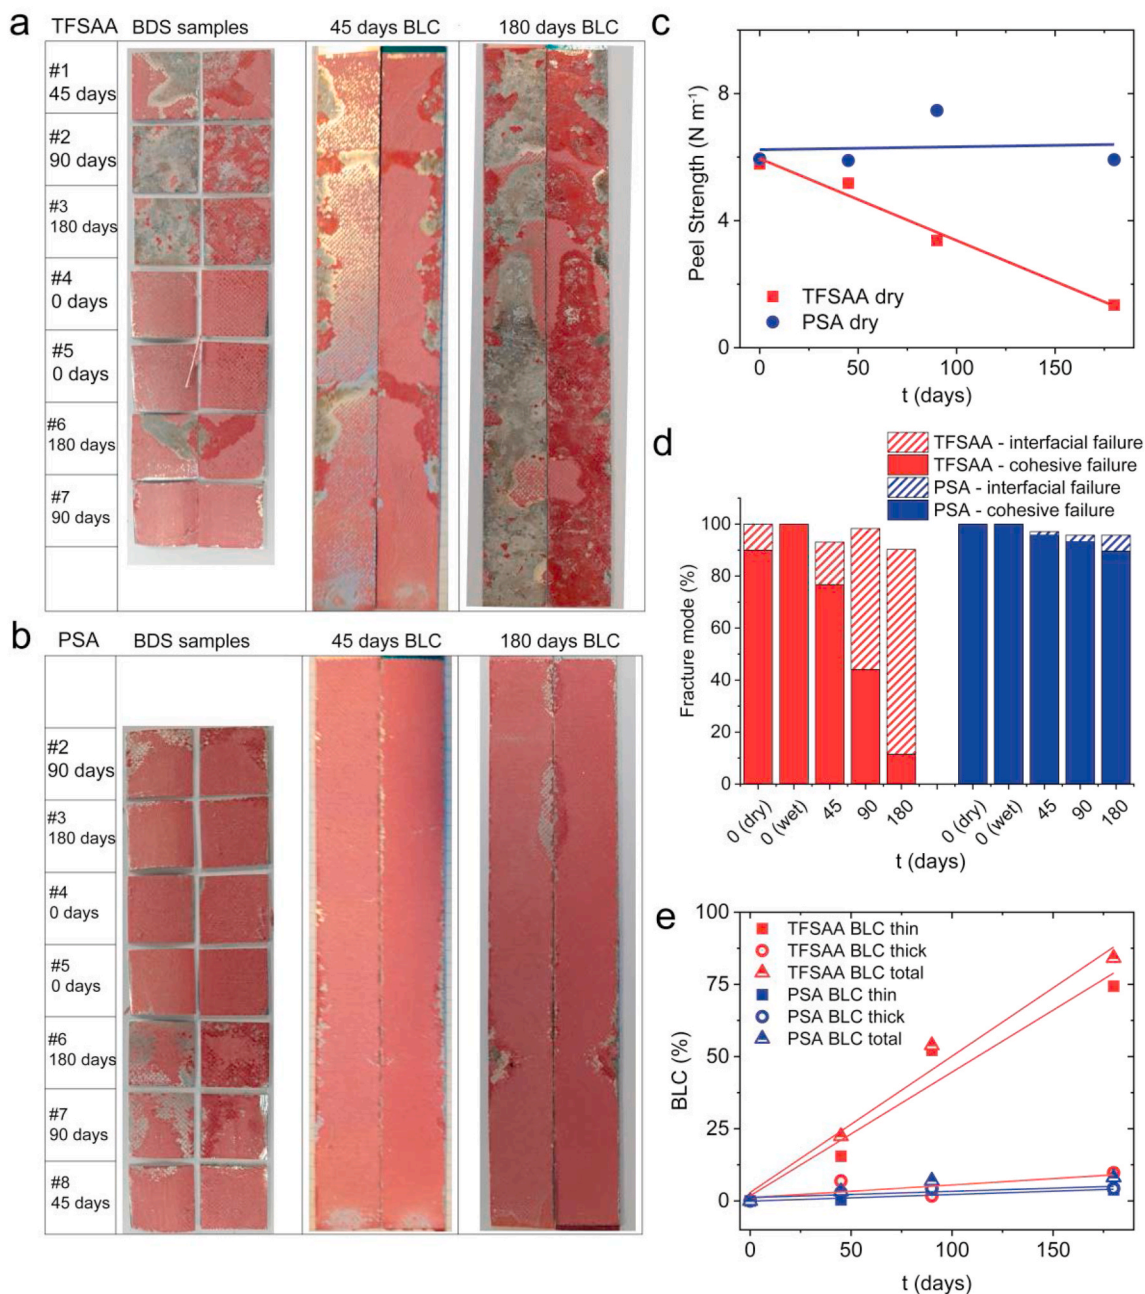 a
TFSAA BDS samples 45 days BLC 180 days BLC
#1
45 days
#2
90 days
#3
180 days
#4
0 days
#5
0 days
#6
180 days
#7
90 days
b
PSA BDS samples 45 days BLC 180 days BLC
#2
90 days
#3
180 days
#4
0 days
#5
0 days
#6
180 days
#7
90 days
#8
45 days
c
Peel Strength (N m⁻¹)
8
4
0
TFSAA dry
PSA dry
0 50 100 150
t (days)
d
TFSAA - interfacial failure
TFSAA - cohesive failure
PSA - interfacial failure
PSA - cohesive failure
Fracture mode (%)
100
80
60
40
20
0
0 (dry) 0 (wet) 45 90 180 0 (dry) 0 (wet) 45 90 180
t (days)
e
BLC (%)
100
75
50
25
0
TFSAA BLC thin
TFSAA BLC thick
TFSAA BLC total
PSA BLC thin
PSA BLC thick
PSA BLC total
0 50 100 150
t (days)